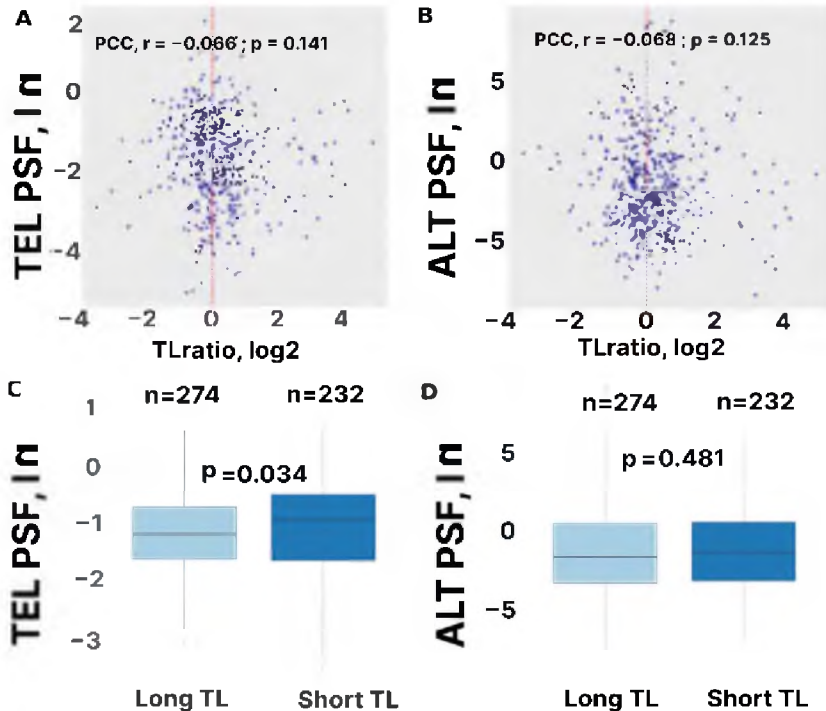 A
PCC, r = −0.066 ; p = 0.141
TEL PSF, ln
2
0
−2
−4
−4
−2
0
2
4
TLratio, log2
B
PCC, r = −0.068 ; p = 0.125
ALT PSF, ln
5
0
−5
−4
−2
0
2
4
TLratio, log2
C
n=274
n=232
p =0.034
TEL PSF, ln
1
0
−1
−2
−3
Long TL
Short TL
D
n=274
n=232
p=0.481
ALT PSF, ln
5
0
−5
Long TL
Short TL